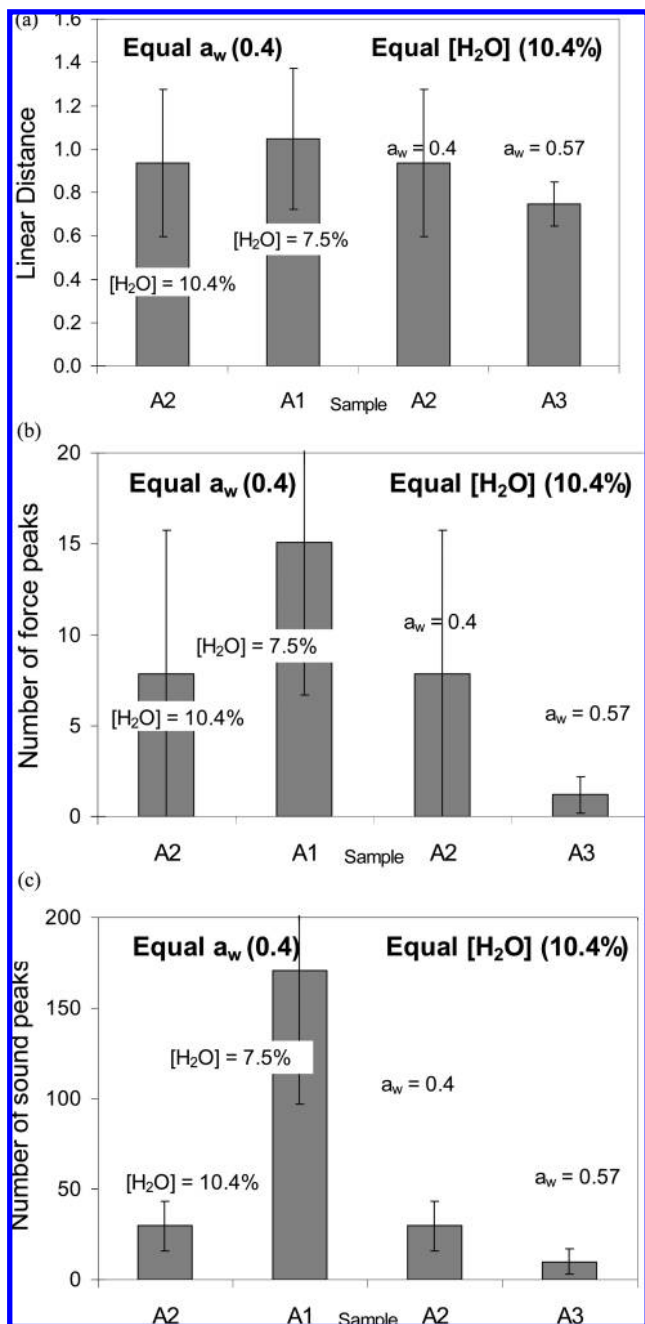 (a)
Equal a_w (0.4) Equal [H₂O] (10.4%)
Linear Distance
1.6
1.4
1.2
1.0
0.8
0.6
0.4
0.2
0.0
a_w = 0.4 a_w = 0.57
[H₂O] = 7.5%
[H₂O] = 10.4%
A2 A1 Sample A2 A3
(b)
Equal a_w (0.4) Equal [H₂O] (10.4%)
Number of force peaks
20
15
10
5
0
a_w = 0.4
[H₂O] = 7.5%
[H₂O] = 10.4%
a_w = 0.57
A2 A1 Sample A2 A3
(c)
Equal a_w (0.4) Equal [H₂O] (10.4%)
Number of sound peaks
200
150
100
50
0
[H₂O] = 7.5%
a_w = 0.4
[H₂O] = 10.4%
a_w = 0.57
A2 A1 Sample A2 A3